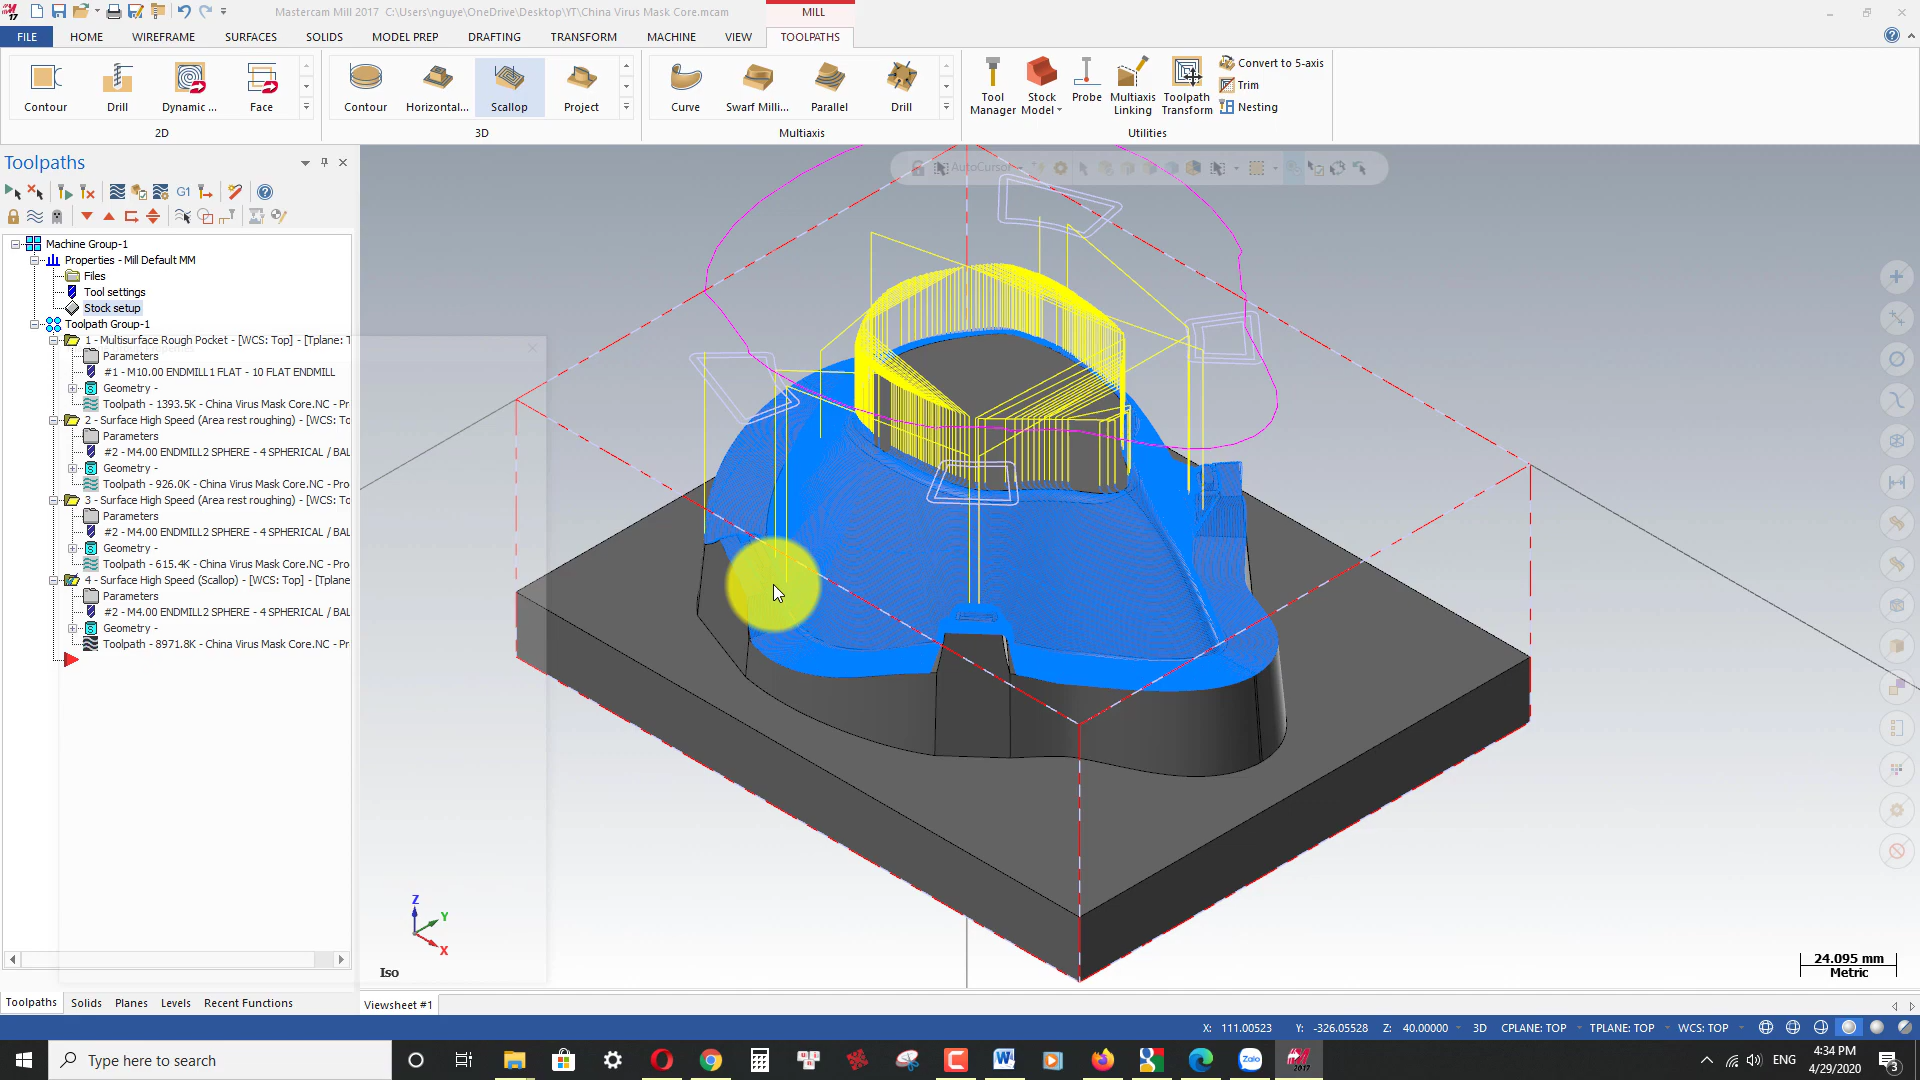 Mastercam Mill 2017 C:\Users\nguye\OneDrive\Desktop\YT\China Virus Mask Core.mcam
MILL
FILE
HOME
WIREFRAME
SURFACES
SOLIDS
MODEL PREP
DRAFTING
TRANSFORM
MACHINE
VIEW
TOOLPATHS
Contour
Drill
Dynamic ...
Face
2D
Contour
Horizontal...
Scallop
Project
3D
Curve
Swarf Milli...
Parallel
Drill
Multiaxis
Tool Manager
Stock Model
Probe
Multiaxis Linking
Toolpath Transform
Convert to 5-axis
Trim
Nesting
Utilities
Toolpaths
G1
AutoCursor
Machine Group-1
Properties - Mill Default MM
Files
Tool settings
Stock setup
Toolpath Group-1
1 - Multisurface Rough Pocket - [WCS: Top] - [Tplane: T
Parameters
#1 - M10.00 ENDMILL1 FLAT - 10 FLAT ENDMILL
Geometry -
Toolpath - 1393.5K - China Virus Mask Core.NC - Pr
2 - Surface High Speed (Area rest roughing) - [WCS: To
Parameters
#2 - M4.00 ENDMILL2 SPHERE - 4 SPHERICAL / BAL
Geometry -
Toolpath - 926.0K - China Virus Mask Core.NC - Pro
3 - Surface High Speed (Area rest roughing) - [WCS: To
Parameters
#2 - M4.00 ENDMILL2 SPHERE - 4 SPHERICAL / BAL
Geometry -
Toolpath - 615.4K - China Virus Mask Core.NC - Pro
4 - Surface High Speed (Scallop) - [WCS: Top] - [Tplane
Parameters
#2 - M4.00 ENDMILL2 SPHERE - 4 SPHERICAL / BAL
Geometry -
Toolpath - 8971.8K - China Virus Mask Core.NC - Pr
Z
Y
X
Iso
24.095 mm
Metric
Toolpaths
Solids
Planes
Levels
Recent Functions
Viewsheet #1
X: 111.00523 Y: -326.05528 Z: 40.00000 3D CPLANE: TOP TPLANE: TOP WCS: TOP
Type here to search
Zalo
2017
ENG
4:34 PM
4/29/2020
3